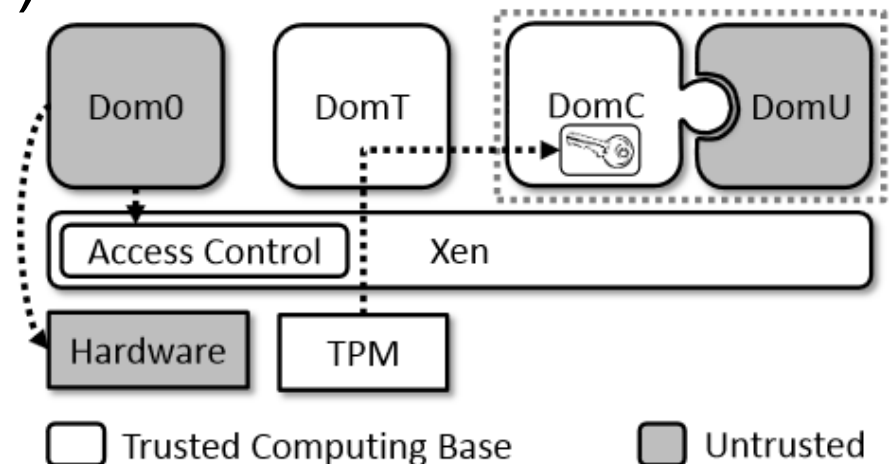 )
Dom0
DomT
DomC
DomU
Access Control
Xen
Hardware
TPM
Trusted Computing Base
Untrusted